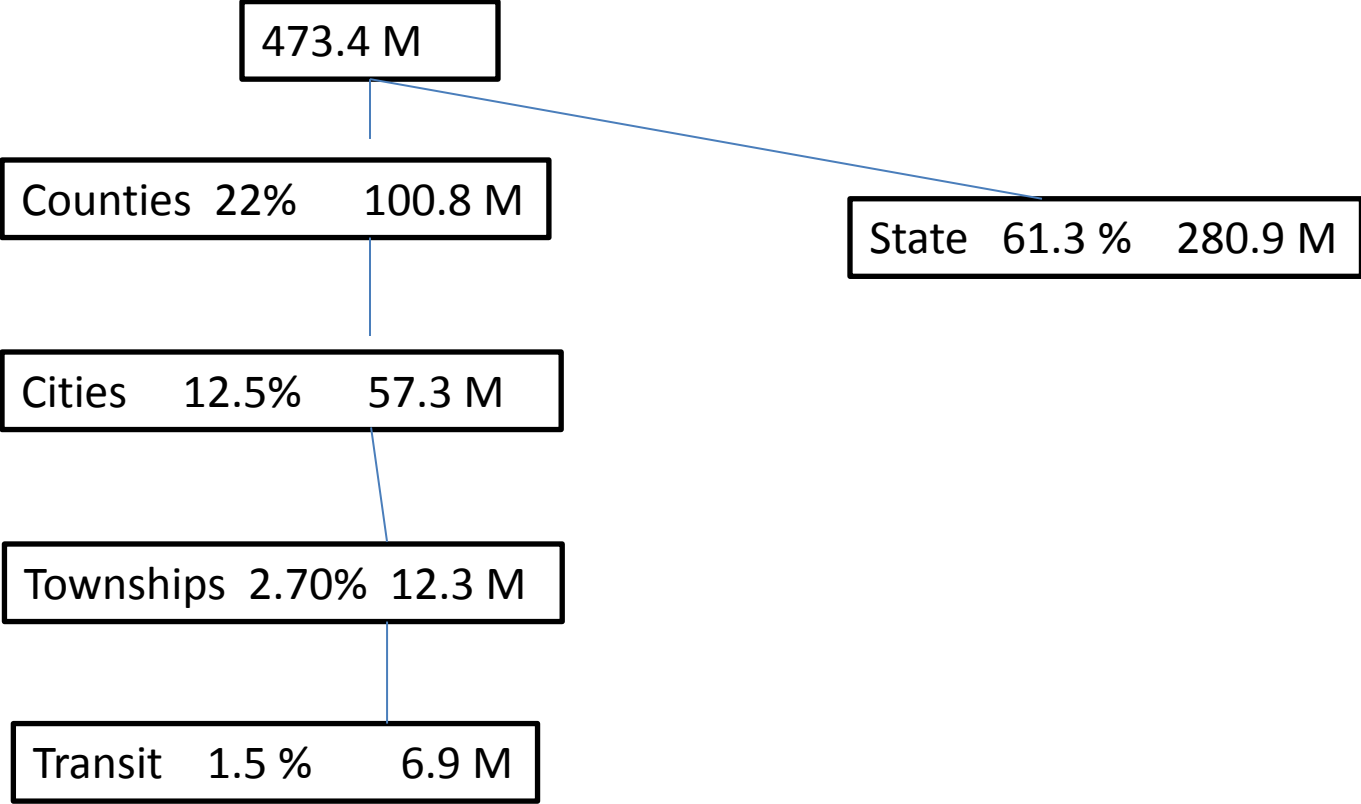 473.4 M
Counties 22% 100.8 M
State 61.3 % 280.9 M
Cities 12.5% 57.3 M
Townships 2.70% 12.3 M
Transit 1.5 % 6.9 M